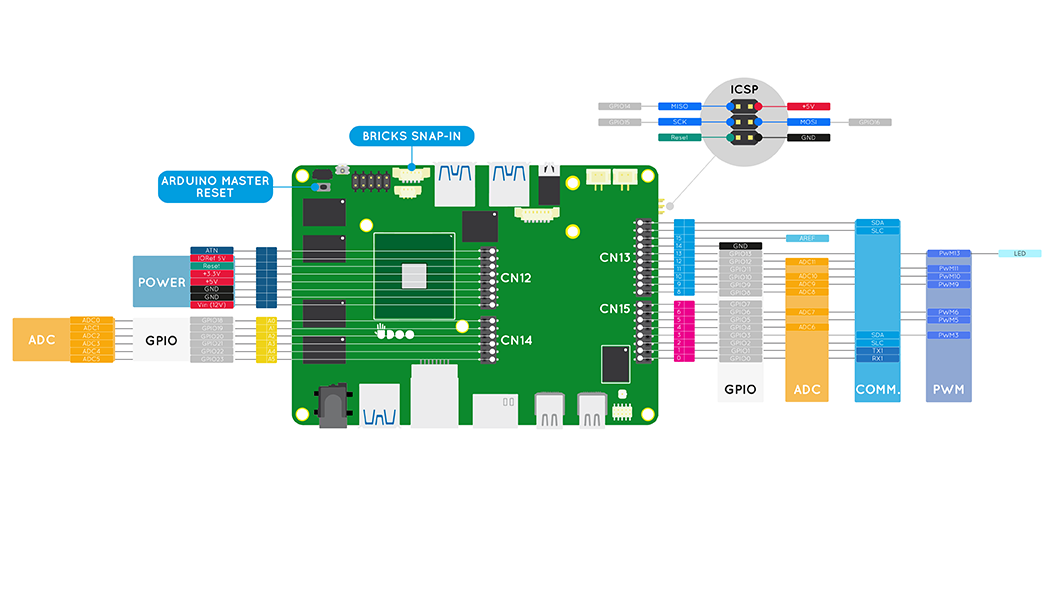 ICSP
GPIO14 MISO +5V
GPIO15 SCK MOSI GPIO16
Reset GND
BRICKS SNAP-IN
ARDUINO MASTER
RESET
POWER
ATN
IORef 5V
Reset
+3.3V
+5V
GND
GND
Vin (12V)
CN12
CN14
CN13
CN15
ADC
ADC0
ADC1
ADC2
ADC3
ADC4
ADC5
GPIO
GPIO18
GPIO19
GPIO22
GPIO23
A0
A4
A5
15
14
13
12
11
10
9
8
7
6
5
4
3
2
1
0
GND
GPIO13
GPIO12
GPIO11
GPIO10
GPIO9
GPIO8
GPIO7
GPIO6
GPIO5
GPIO4
GPIO3
GPIO2
GPIO1
GPIO0
GPIO
AREF
ADC11
ADC10
ADC9
ADC8
ADC7
ADC6
ADC
SDA
SLC
SDA
SLC
TX1
RX1
COMM.
PWM13
PWM11
PWM10
PWM9
PWM6
PWM5
PWM3
PWM
LED